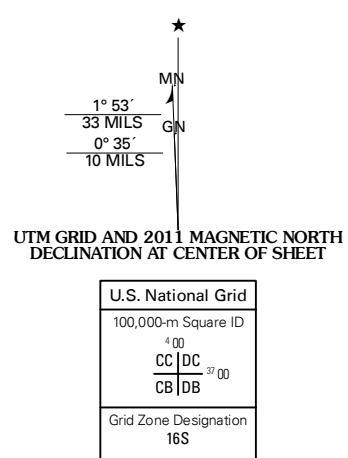 ★
MN
1° 53´
33 MILS
GN
0° 35´
10 MILS
UTM GRID AND 2011 MAGNETIC NORTH
DECLINATION AT CENTER OF SHEET
U.S. National Grid
100,000-m Square ID
4 00
CC DC
37 00
CB DB
Grid Zone Designation
16S